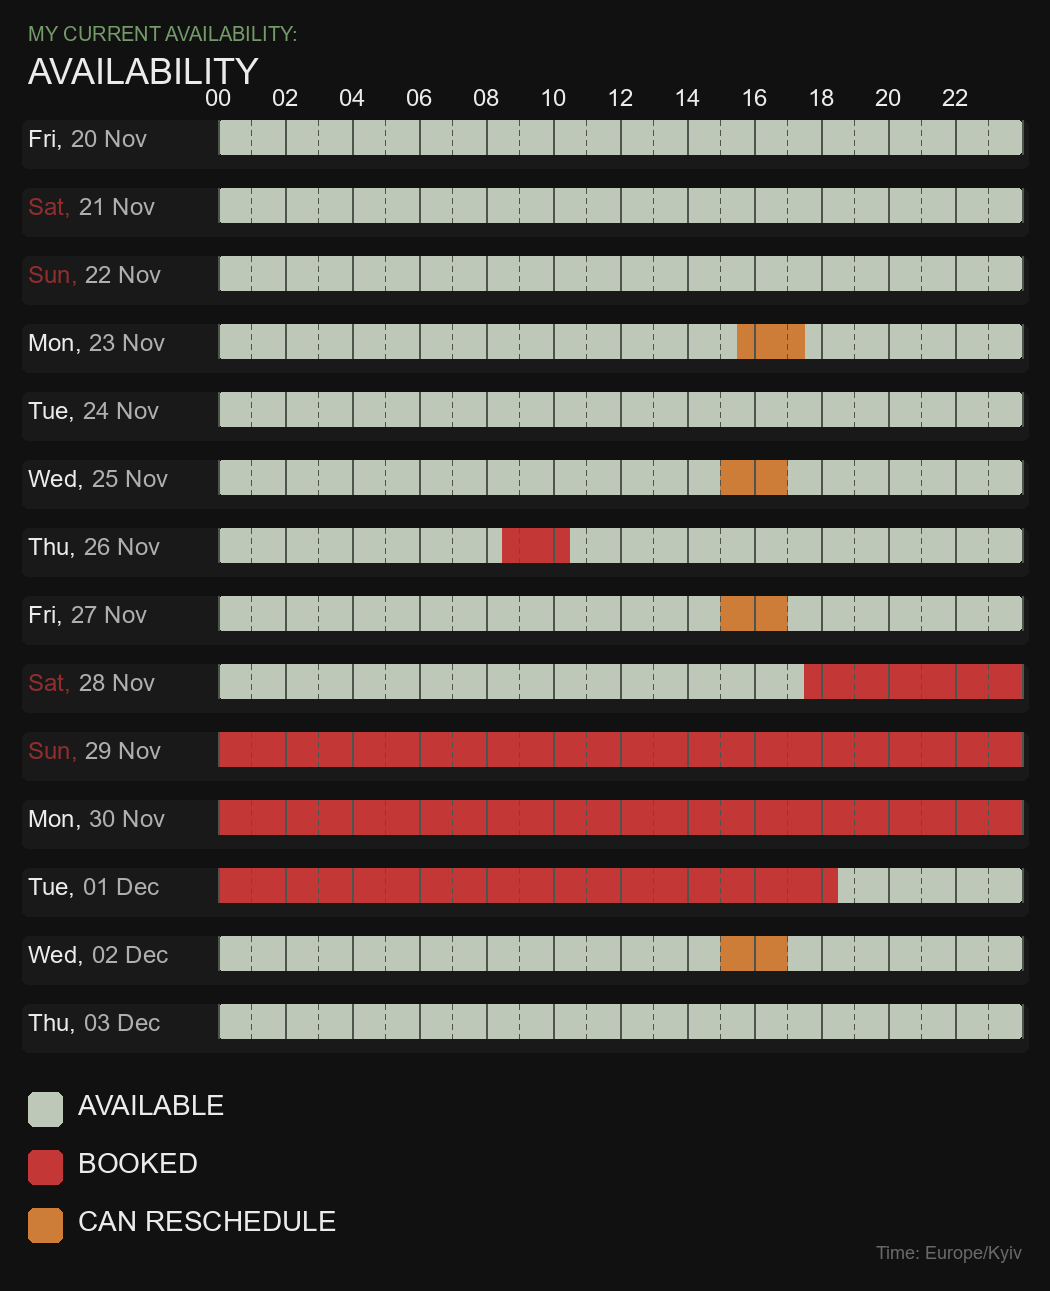 MY CURRENT AVAILABILITY:
AVAILABILITY
00 02 04 06 08 10 12 14 16 18 20 22
Fri, 20 Nov
Sat, 21 Nov
Sun, 22 Nov
Mon, 23 Nov
Tue, 24 Nov
Wed, 25 Nov
Thu, 26 Nov
Fri, 27 Nov
Sat, 28 Nov
Sun, 29 Nov
Mon, 30 Nov
Tue, 01 Dec
Wed, 02 Dec
Thu, 03 Dec
AVAILABLE
BOOKED
CAN RESCHEDULE
Time: Europe/Kyiv